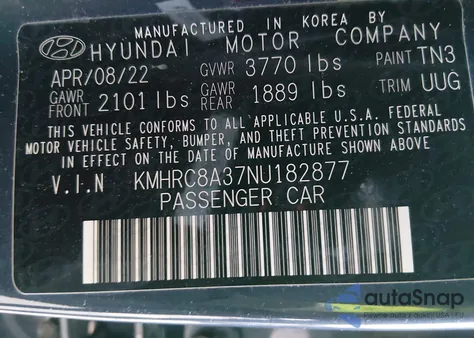 MANUFACTURED IN KOREA BY
HYUNDAI MOTOR COMPANY
APR/08/22 GVWR 3770 lbs PAINT TN3
GAWR FRONT 2101 lbs GAWR REAR 1889 lbs TRIM UUG
THIS VEHICLE CONFORMS TO ALL APPLICABLE U.S.A. FEDERAL
MOTOR VEHICLE SAFETY, BUMPER, AND THEFT PREVENTION STANDARDS
IN EFFECT ON THE DATE OF MANUFACTURE SHOWN ABOVE.
V.I.N KMHRC8A37NU182877
PASSENGER CAR
autoSnap